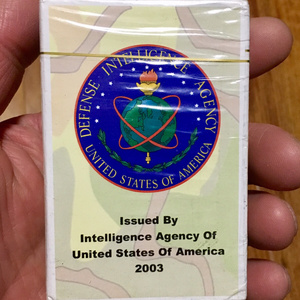 DEFENSE INTELLIGENCE AGENCY
UNITED STATES OF AMERICA
Issued By
Intelligence Agency Of
United States Of America
2003